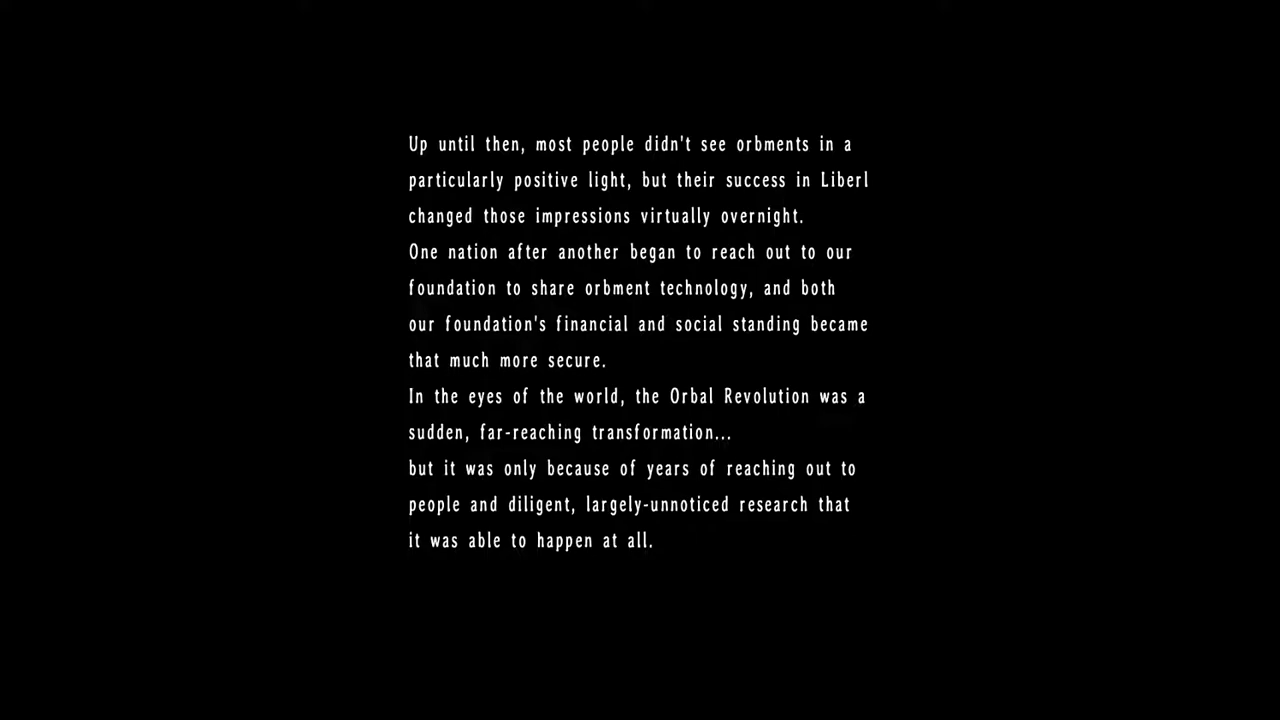 Up until then, most people didn't see orbments in a
particularly positive light, but their success in Liberl
changed those impressions virtually overnight.
One nation after another began to reach out to our
foundation to share orbment technology, and both
our foundation's financial and social standing became
that much more secure.
In the eyes of the world, the Orbal Revolution was a
sudden, far-reaching transformation...
but it was only because of years of reaching out to
people and diligent, largely-unnoticed research that
it was able to happen at all.